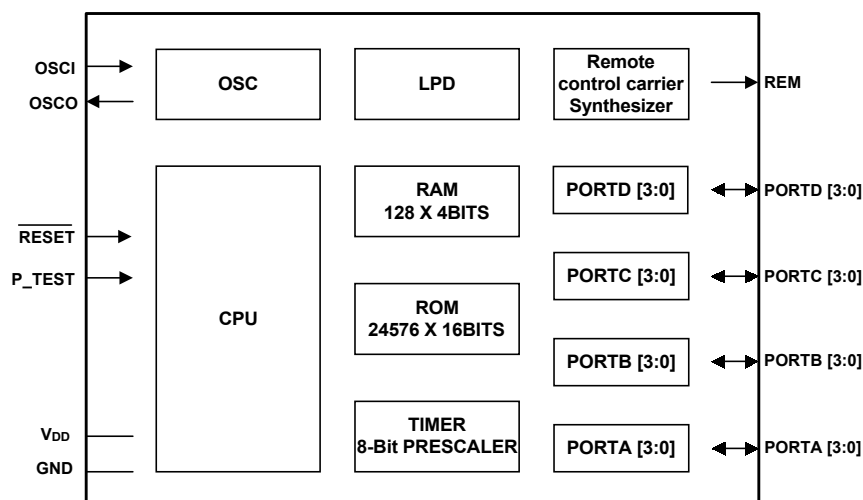 OSCI
OSCO
RESET
P_TEST
VDD
GND
OSC
LPD
Remote
control carrier
Synthesizer
CPU
RAM
128 X 4BITS
ROM
24576 X 16BITS
TIMER
8-Bit PRESCALER
PORTD [3:0]
PORTC [3:0]
PORTB [3:0]
PORTA [3:0]
REM
PORTD [3:0]
PORTC [3:0]
PORTB [3:0]
PORTA [3:0]